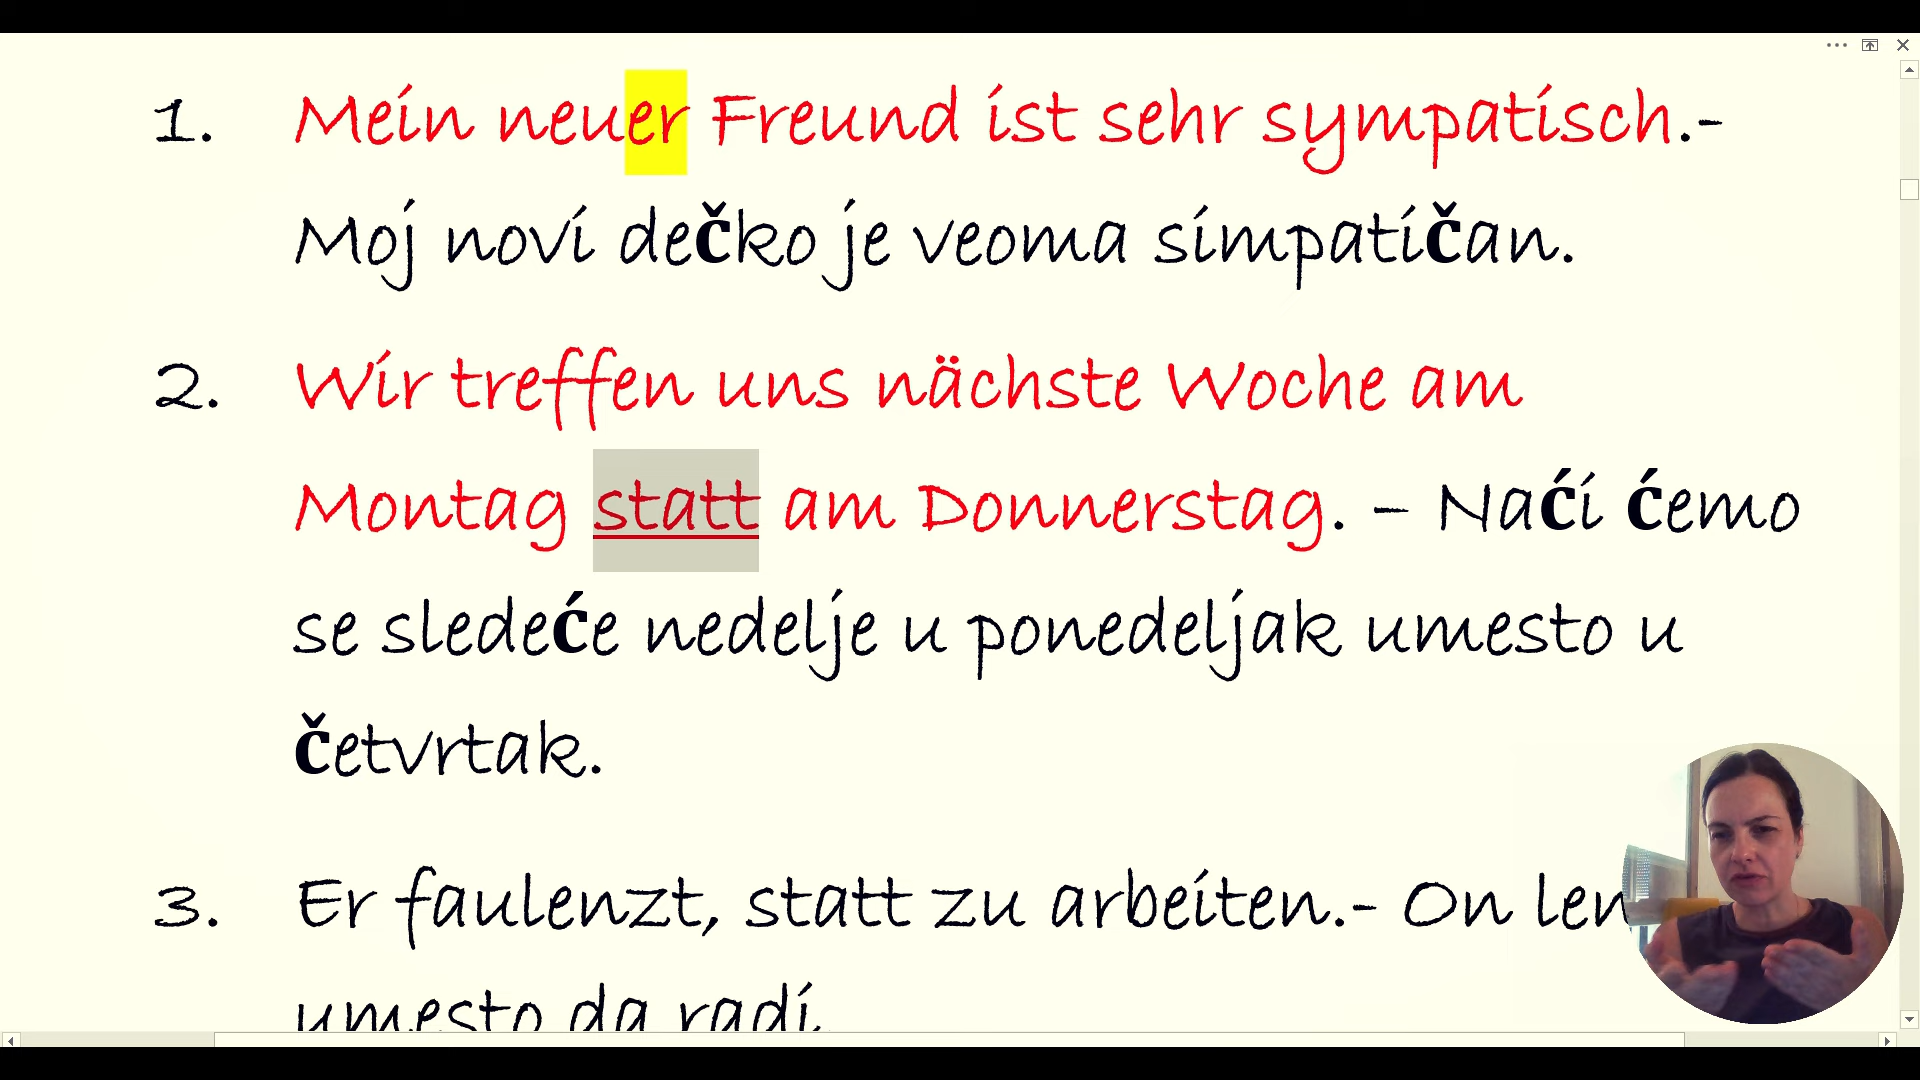 1. Mein neuer Freund ist sehr sympatisch.-
Moj novi dečko je veoma simpatičan.
2. Wir treffen uns nächste Woche am
Montag statt am Donnerstag. – Naći ćemo
se sledeće nedelje u ponedeljak umesto u
četvrtak.
3. Er faulenzt, statt zu arbeiten.- On
umesto da radi.